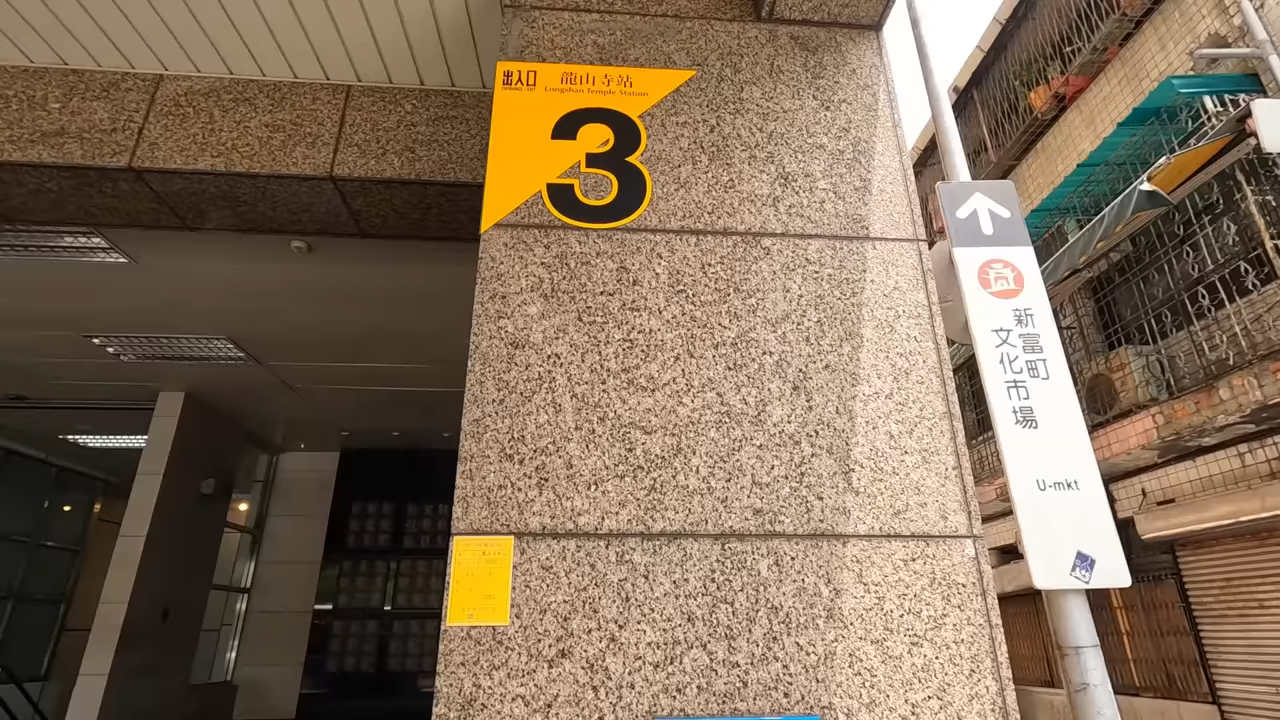 出入口
ENTRANCE / EXIT
龍山寺站
Longshan Temple Station
3
新富町
文化市場
U-mkt